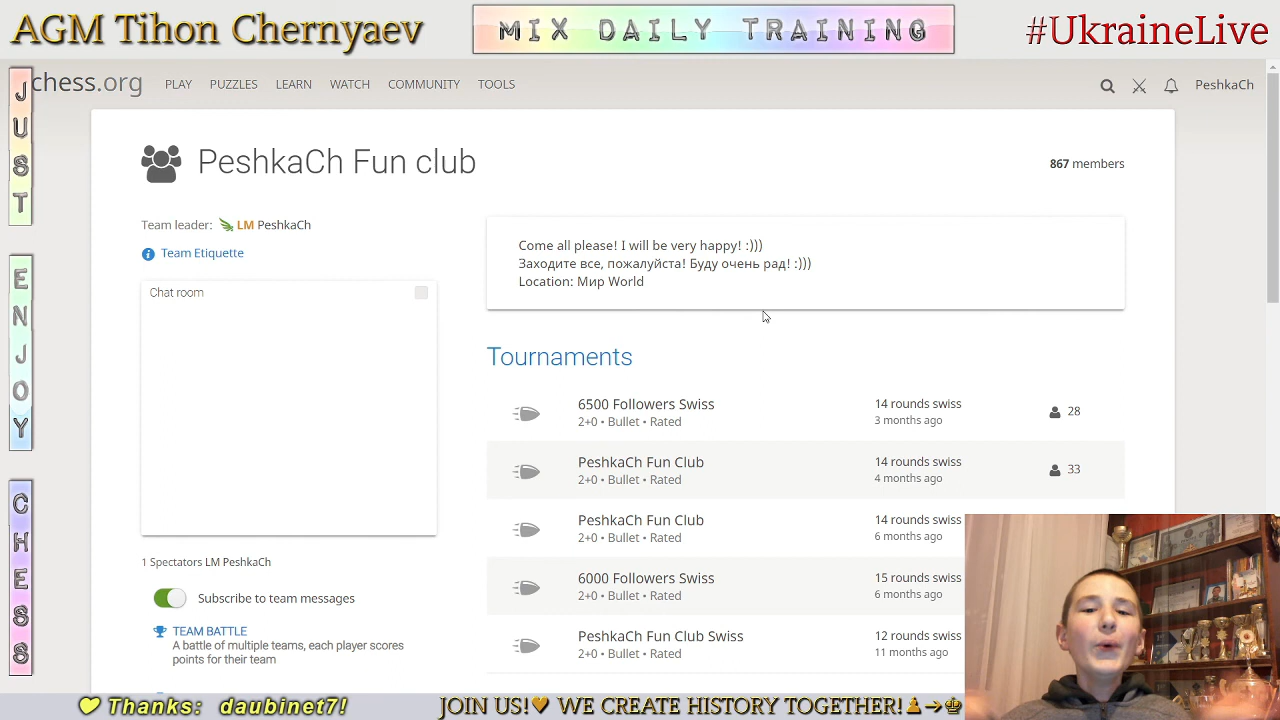 AGM Tihon Chernyaev
MIX DAILY TRAINING
#UkraineLive
JUST
ENJOY
CHESS
chess.org
PLAY PUZZLES LEARN WATCH COMMUNITY TOOLS
PeshkaCh
PeshkaCh Fun club
867 members
Team leader: LM PeshkaCh
Team Etiquette
Chat room
1 Spectators LM PeshkaCh
Subscribe to team messages
TEAM BATTLE
A battle of multiple teams, each player scores
points for their team
Come all please! I will be very happy! :)))
Заходите все, пожалуйста! Буду очень рад! :)))
Location: Мир World
Tournaments
6500 Followers Swiss 14 rounds swiss 28
2+0 • Bullet • Rated 3 months ago
PeshkaCh Fun Club 14 rounds swiss 33
2+0 • Bullet • Rated 4 months ago
PeshkaCh Fun Club 14 rounds swiss
2+0 • Bullet • Rated 6 months ago
6000 Followers Swiss 15 rounds swiss
2+0 • Bullet • Rated 6 months ago
PeshkaCh Fun Club Swiss 12 rounds swiss
2+0 • Bullet • Rated 11 months ago
Thanks: daubinet7!
JOIN US!🧡 WE CREATE HISTORY TOGETHER!♟→♚